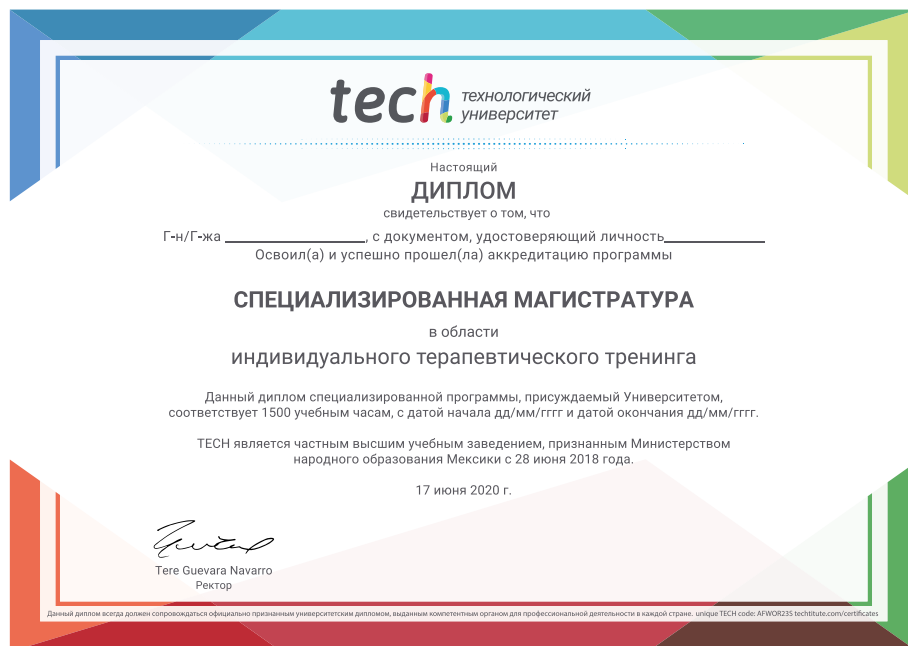 tech технологический
университет
Настоящий
ДИПЛОМ
свидетельствует о том, что
Г-н/Г-жа ____________________, с документом, удостоверяющий личность______________
Освоил(а) и успешно прошел(ла) аккредитацию программы
СПЕЦИАЛИЗИРОВАННАЯ МАГИСТРАТУРА
в области
индивидуального терапевтического тренинга
Данный диплом специализированной программы, присуждаемый Университетом,
соответствует 1500 учебным часам, с датой начала дд/мм/гггг и датой окончания дд/мм/гггг.
TECH является частным высшим учебным заведением, признанным Министерством
народного образования Мексики с 28 июня 2018 года.
17 июня 2020 г.
Tere Guevara Navarro
Ректор
Данный диплом всегда должен сопровождаться официально признанным университетским дипломом, выданным компетентным органом для профессиональной деятельности в каждой стране. unique TECH code: AFWOR23S techtitute.com/certificates